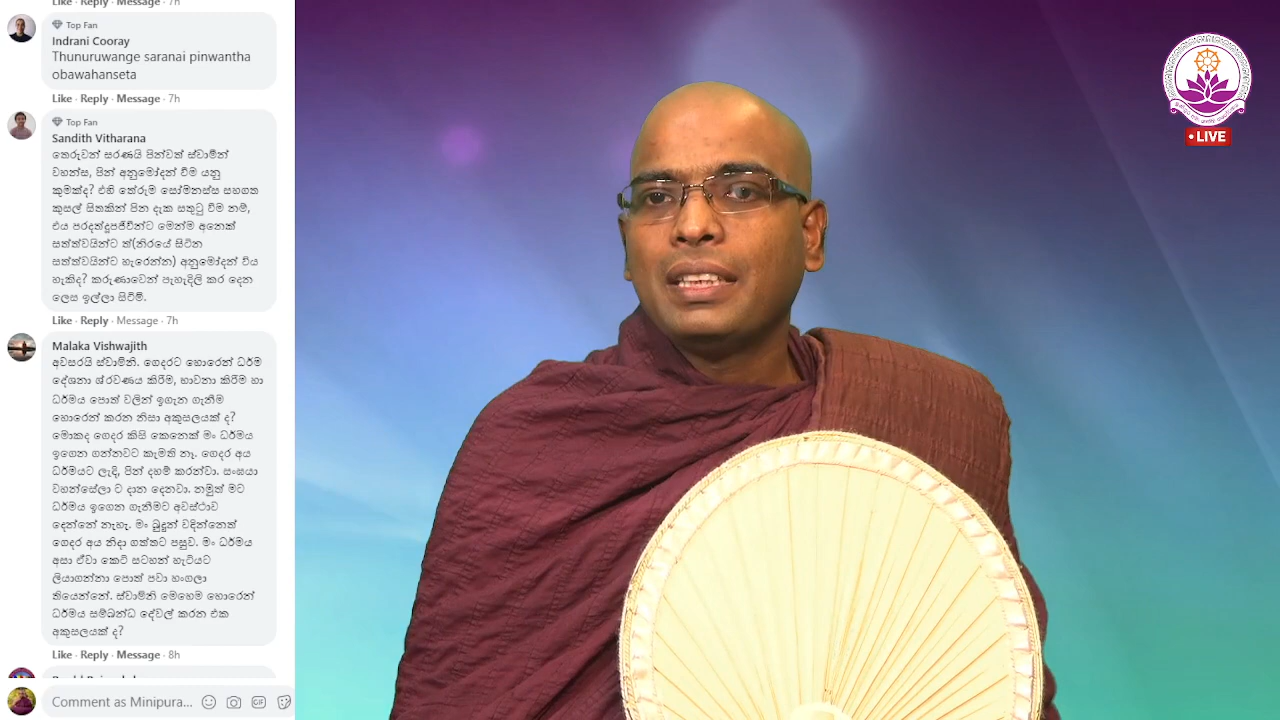 Like · Reply · Message · 7h
Top Fan
Indrani Cooray
Thunuruwange saranai pinwantha
obawahanseta
Like · Reply · Message · 7h
Top Fan
Sandith Vitharana
තෙරුවන් සරණයි පින්වත් ස්වාමින්
වහන්ස, පින් අනුමෝදන් වීම යනු
කුමක්ද? එහි තේරුම සෝමනස්ස සහගත
කුසල් සිතකින් පින දැක සතුටු වීම නම්,
එය පරදත්තූපජීවීන්ට මෙන්ම අනෙක්
සත්ත්වයින්ට ත්(නිරයේ සිටින
සත්ත්වයින්ට හැරෙන්න) අනුමෝදන් විය
හැකිද? කරුණාවෙන් පැහැදිලි කර දෙන
ලෙස ඉල්ලා සිටිමි.
Like · Reply · Message · 7h
Malaka Vishwajith
අවසරයි ස්වාමිනි. ගෙදරට හොරෙන් ධර්ම
දේශනා ශ්රවණය කිරීම, භාවනා කිරීම හා
ධර්මය පොත් වලින් ඉගැන ගැනීම
හොරෙන් කරන නිසා අකුසලයක් ද?
මොකද ගෙදර කිසි කෙනෙක් මං ධර්මය
ඉගෙන ගන්නවට කැමති නෑ. ගෙදර අය
ධර්මයට ලැදි, පින් දහම් කරන්වා. සංඝයා
වහන්සේලා ට දාන දෙනවා. නමුත් මට
ධර්මය ඉගෙන ගැනීමට අවස්ථාව
දෙන්නේ නැහැ. මං බුදුන් වඳින්නෙත්
ගෙදර අය නිදා ගත්තට පසුව. මං ධර්මය
අසා ඒවා කෙටි සටහන් හැටියට
ලියාගන්නා පොත් පවා හංගලා
තියෙන්නේ. ස්වාමිනි මෙහෙම හොරෙන්
ධර්මය සම්බන්ධ දේවල් කරන එක
අකුසලයක් ද?
Like · Reply · Message · 8h
Comment as Minipura...
GIF
LIVE